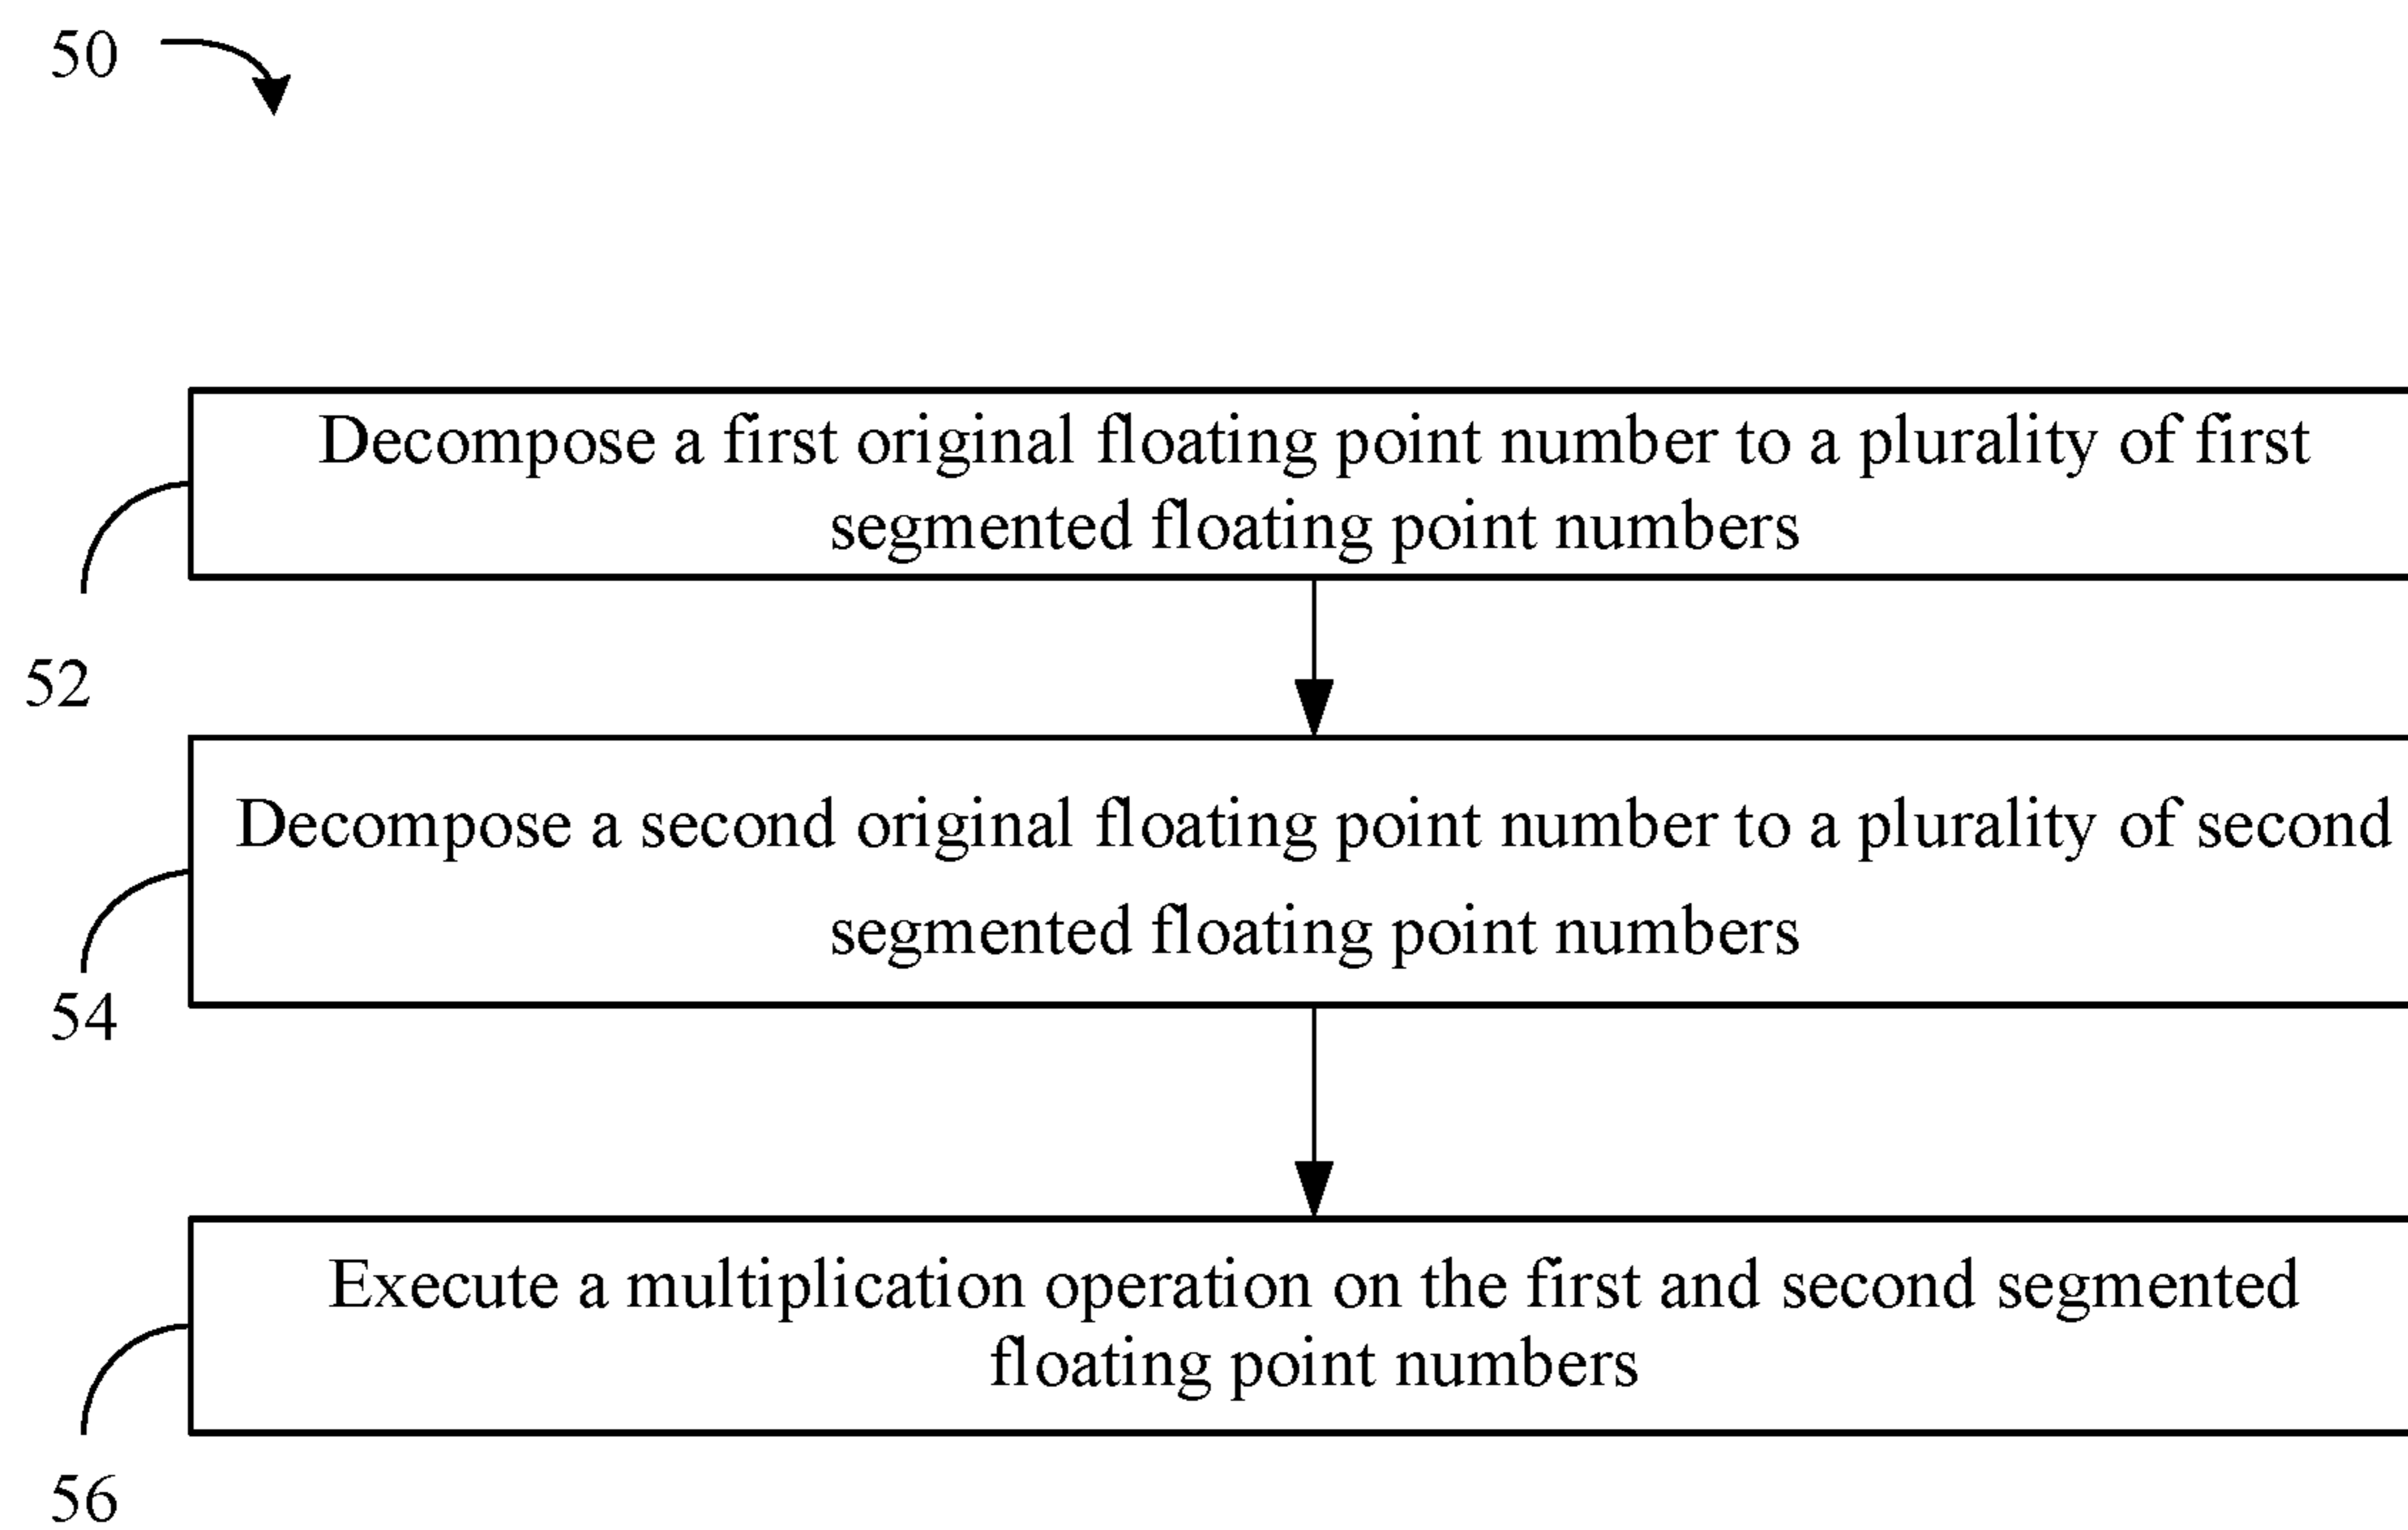 50
Decompose a first original floating point number to a plurality of first
segmented floating point numbers
52
Decompose a second original floating point number to a plurality of second
segmented floating point numbers
54
Execute a multiplication operation on the first and second segmented
floating point numbers
56